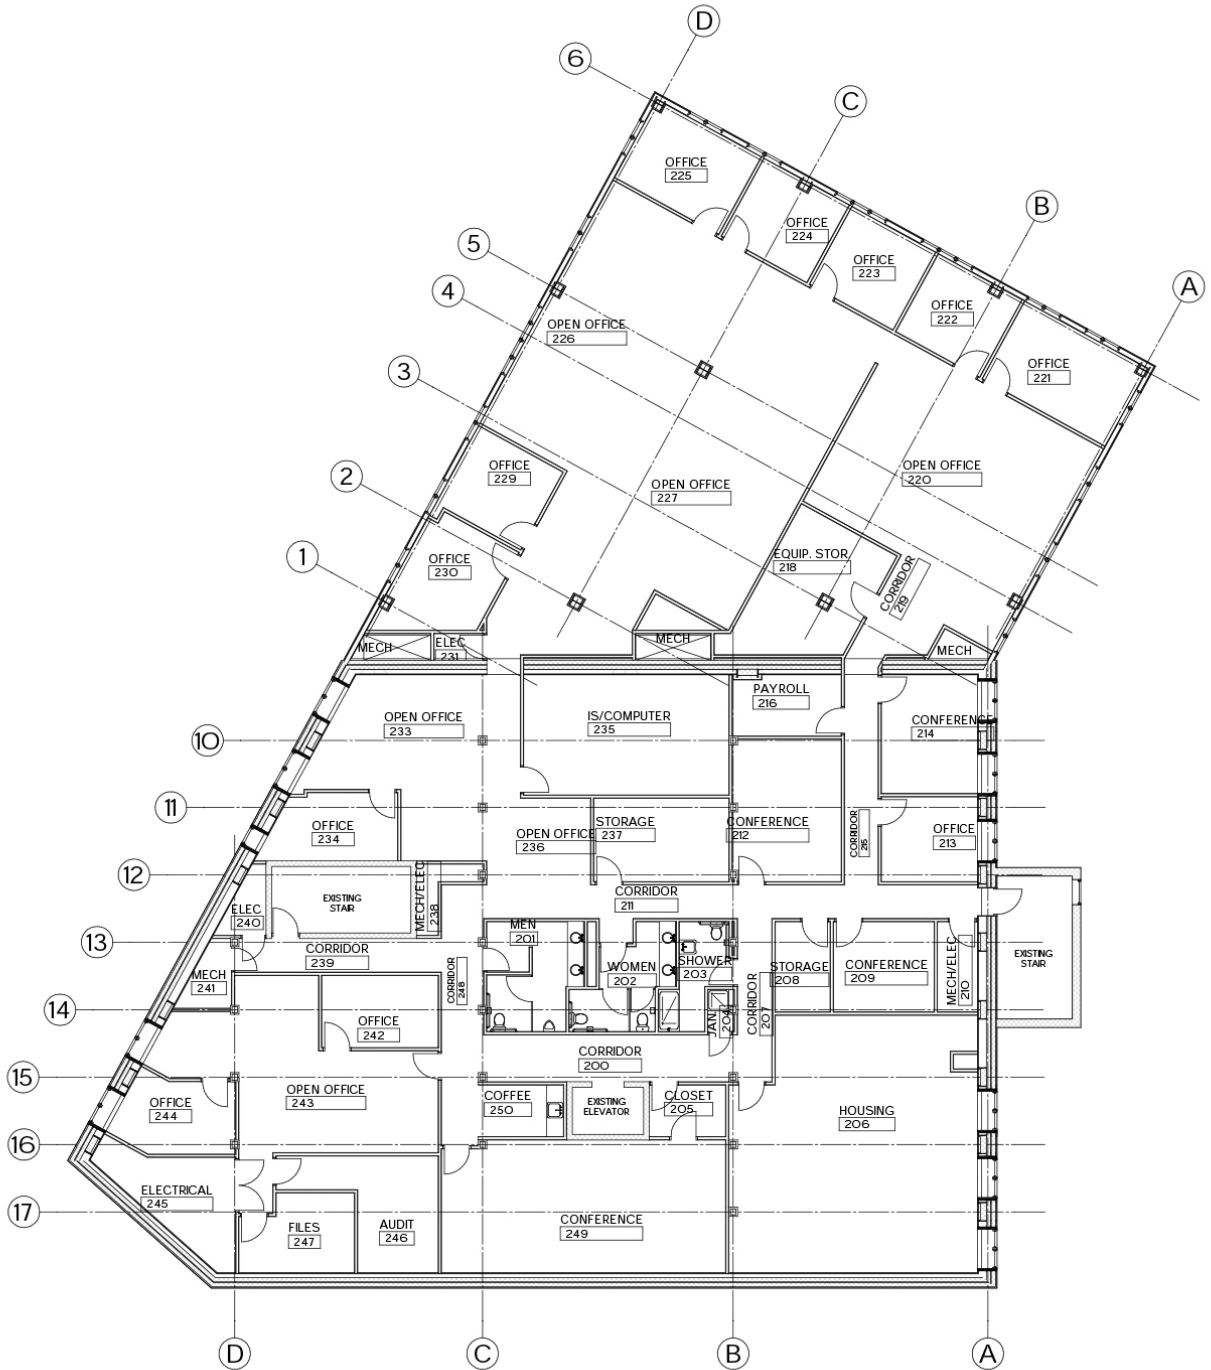 D
6
C
OFFICE
225
B
OFFICE
224
5
OFFICE
223
A
4
OFFICE
222
OPEN OFFICE
226
3
OFFICE
221
2
OFFICE
229
OPEN OFFICE
227
OPEN OFFICE
220
1
OFFICE
230
EQUIP. STOR.
218
CORRIDOR
219
MECH
ELEC
231
MECH
MECH
PAYROLL
216
10
OPEN OFFICE
233
IS/COMPUTER
235
CONFERENCE
214
11
OFFICE
234
OPEN OFFICE
236
STORAGE
237
CONFERENCE
212
CORRIDOR
215
OFFICE
213
12
EXISTING
STAIR
MECH/ELEC
238
CORRIDOR
211
ELEC
240
13
MEN
201
CORRIDOR
239
WOMEN
202
SHOWER
203
STORAGE
208
CONFERENCE
209
MECH/ELEC
210
EXISTING
STAIR
MECH
241
CORRIDOR
248
14
OFFICE
242
JAN.
204
CORRIDOR
207
CORRIDOR
200
15
OFFICE
244
OPEN OFFICE
243
COFFEE
250
EXISTING
ELEVATOR
CLOSET
205
HOUSING
206
16
ELECTRICAL
245
17
FILES
247
AUDIT
246
CONFERENCE
249
D
C
B
A